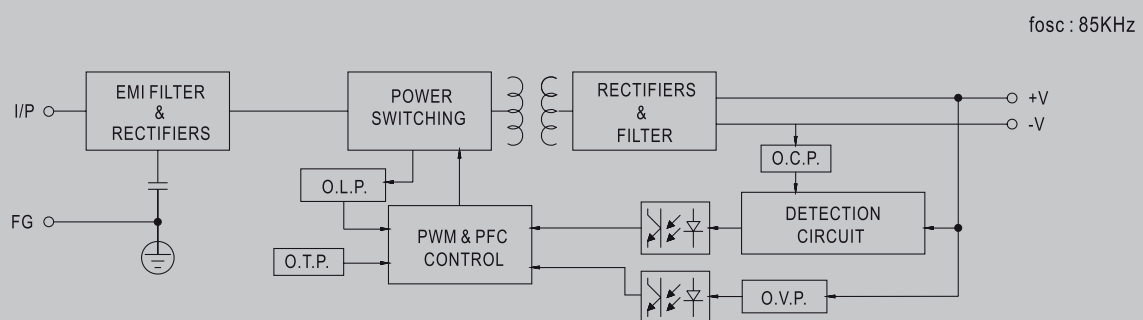 fosc : 85KHz
I/P
EMI FILTER
&
RECTIFIERS
POWER
SWITCHING
RECTIFIERS
&
FILTER
+V
-V
O.C.P.
O.L.P.
FG
PWM & PFC
CONTROL
DETECTION
CIRCUIT
O.T.P.
O.V.P.